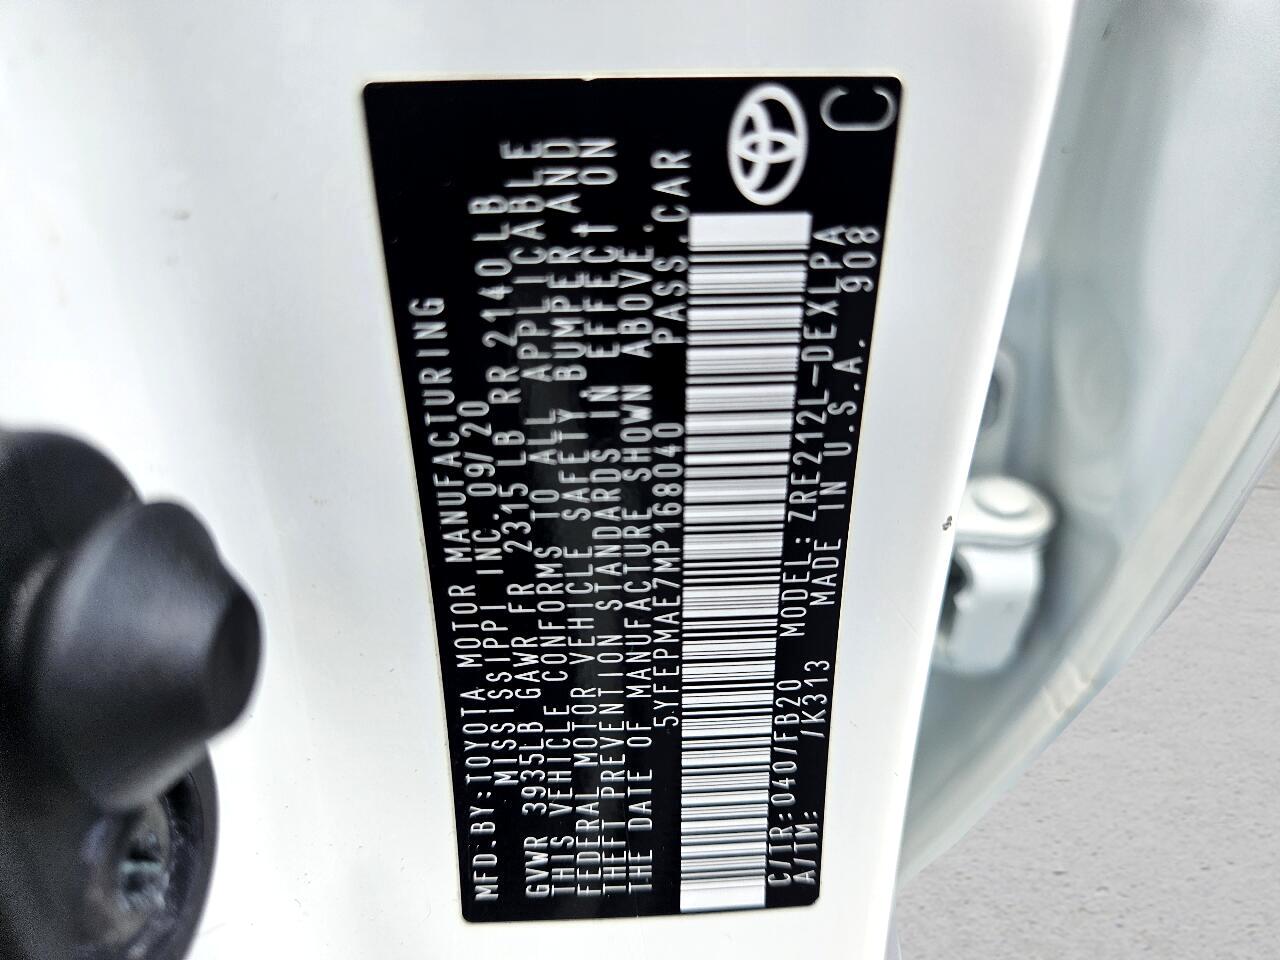 MFD.BY:TOYOTA MOTOR MANUFACTURING
MISSISSIPPI INC. 09/20
GVWR 3935LB GAWR FR 2315LB RR 2140LB
THIS VEHICLE CONFORMS TO ALL APPLICABLE
FEDERAL MOTOR VEHICLE SAFETY, BUMPER, AND
THEFT PREVENTION STANDARDS IN EFFECT ON
THE DATE OF MANUFACTURE SHOWN ABOVE.
5YFEPMAE7MP168040 PASS.CAR
C/TR:040/FB20 MODEL:ZRE212L-DEXLPA
A/TM: /K313 MADE IN U.S.A. 908
C